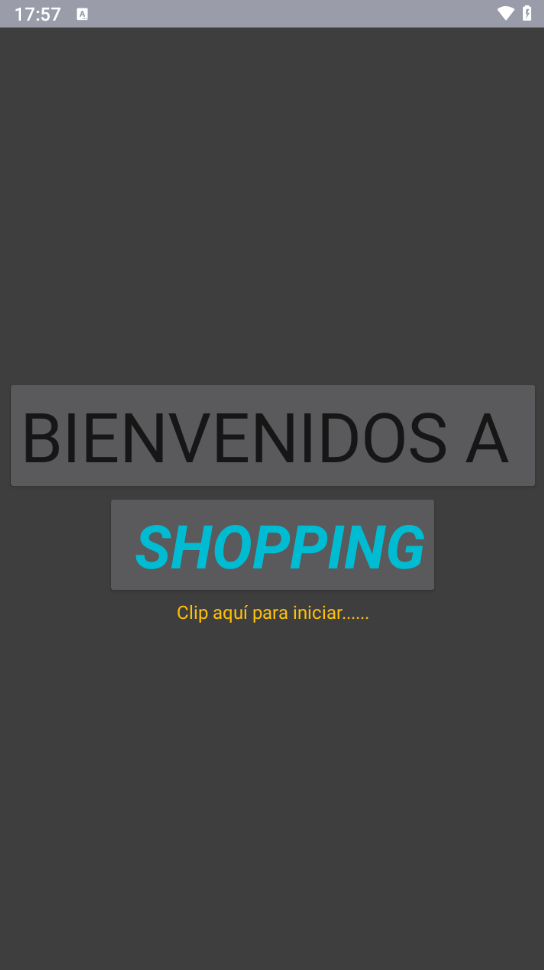 17:57
BIENVENIDOS A
SHOPPING
Clip aquí para iniciar......